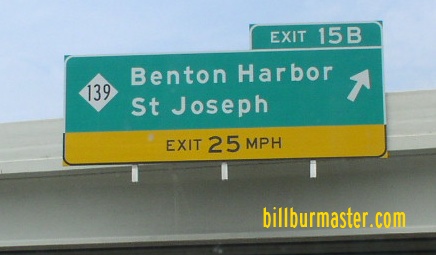 EXIT 15B
139
Benton Harbor
St Joseph
EXIT 25 MPH
billburmaster.com